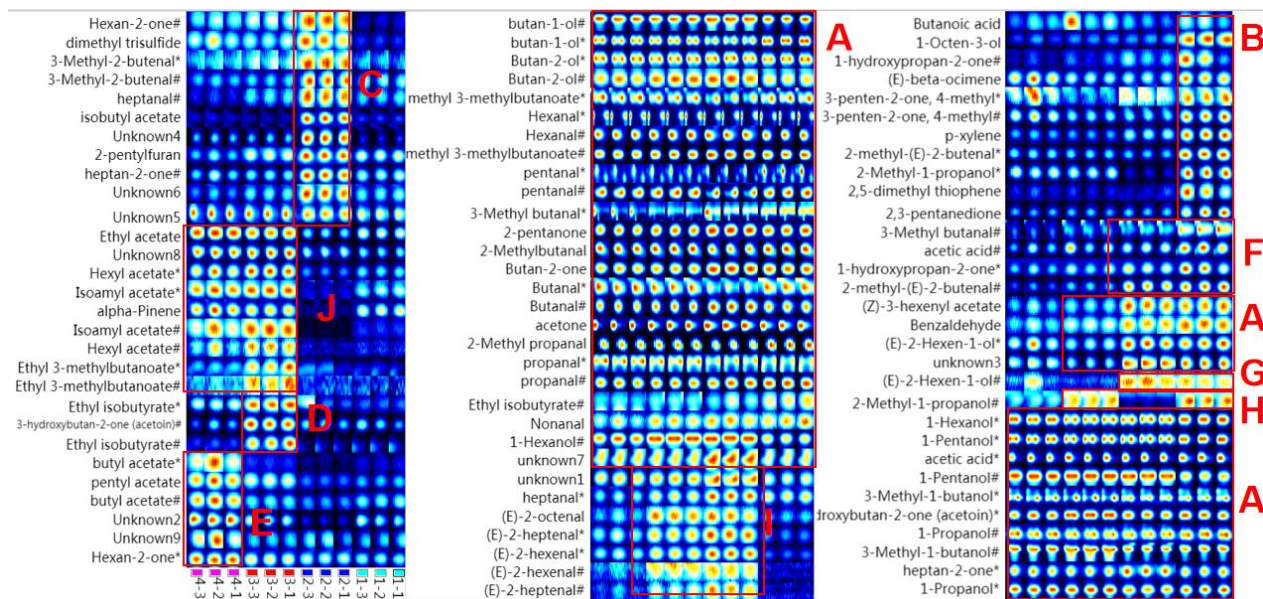 Hexan-2-one#
dimethyl trisulfide
3-Methyl-2-butenal*
3-Methyl-2-butenal#
heptanal#
isobutyl acetate
Unknown4
2-pentylfuran
heptan-2-one#
Unknown6
Unknown5
Ethyl acetate
Unknown8
Hexyl acetate*
Isoamyl acetate*
alpha-Pinene
Isoamyl acetate#
Hexyl acetate#
Ethyl 3-methylbutanoate*
Ethyl 3-methylbutanoate#
Ethyl isobutyrate*
3-hydroxybutan-2-one (acetoin)#
Ethyl isobutyrate#
butyl acetate*
pentyl acetate
butyl acetate#
Unknown2
Unknown9
Hexan-2-one*
C
J
D
E
4-3
4-2
4-1
3-3
3-2
3-1
2-3
2-2
2-1
1-3
1-2
1-1
butan-1-ol#
butan-1-ol*
Butan-2-ol*
Butan-2-ol#
methyl 3-methylbutanoate*
Hexanal*
Hexanal#
methyl 3-methylbutanoate#
pentanal*
pentanal#
3-Methyl butanal*
2-pentanone
2-Methylbutanal
Butan-2-one
Butanal*
Butanal#
acetone
2-Methyl propanal
propanal*
propanal#
Ethyl isobutyrate#
Nonanal
1-Hexanol#
unknown7
unknown1
heptanal*
(E)-2-octenal
(E)-2-heptenal*
(E)-2-hexenal*
(E)-2-hexenal#
(E)-2-heptenal#
A
I
Butanoic acid
1-Octen-3-ol
1-hydroxypropan-2-one#
(E)-beta-ocimene
3-penten-2-one, 4-methyl*
3-penten-2-one, 4-methyl#
p-xylene
2-methyl-(E)-2-butenal*
2-Methyl-1-propanol*
2,5-dimethyl thiophene
2,3-pentanedione
3-Methyl butanal#
acetic acid#
1-hydroxypropan-2-one*
2-methyl-(E)-2-butenal#
(Z)-3-hexenyl acetate
Benzaldehyde
(E)-2-Hexen-1-ol*
unknown3
(E)-2-Hexen-1-ol#
2-Methyl-1-propanol#
1-Hexanol*
1-Pentanol*
acetic acid*
1-Pentanol#
3-Methyl-1-butanol*
droxybutan-2-one (acetoin)*
1-Propanol#
3-Methyl-1-butanol#
heptan-2-one*
1-Propanol*
B
F
A
G
H
A